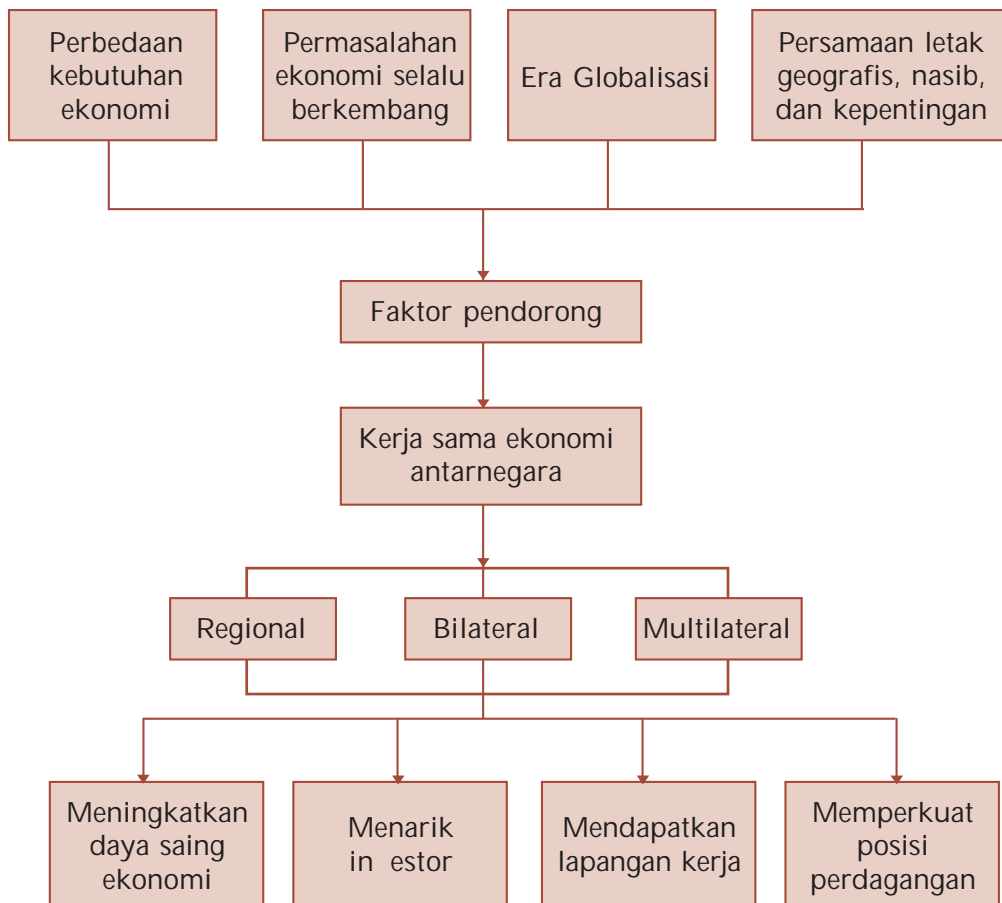 Perbedaan
kebutuhan
ekonomi
Permasalahan
ekonomi selalu
berkembang
Era Globalisasi
Persamaan letak
geografis, nasib,
dan kepentingan
Faktor pendorong
Kerja sama ekonomi
antarnegara
Regional
Bilateral
Multilateral
Meningkatkan
daya saing
ekonomi
Menarik
in estor
Mendapatkan
lapangan kerja
Memperkuat
posisi
perdagangan